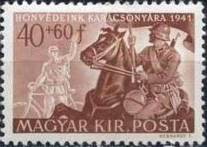 HONVÉDEINK KARÁCSONYÁRA 1941.
40+60 f
MAGYAR KIR POSTA